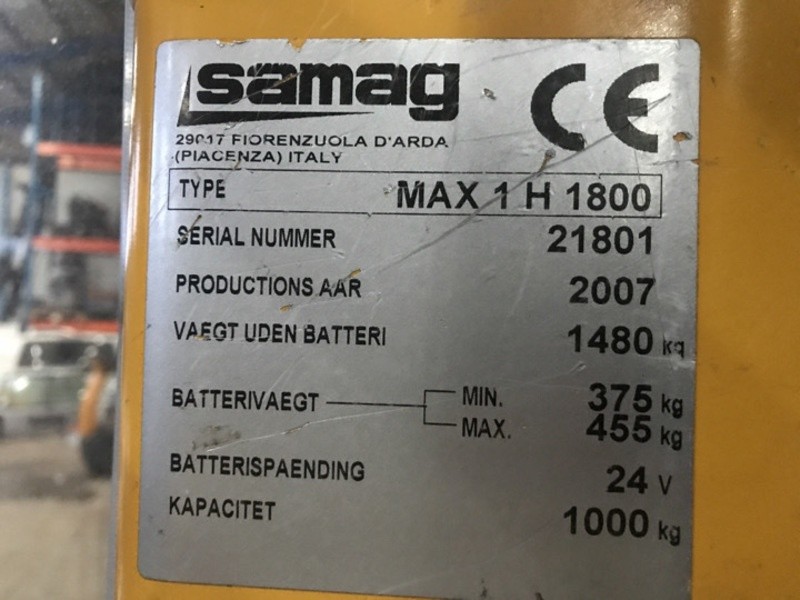 samag CE
29017 FIORENZUOLA D'ARDA
(PIACENZA) ITALY
TYPE MAX 1 H 1800
SERIAL NUMMER 21801
PRODUCTIONS AAR 2007
VAEGT UDEN BATTERI 1480 kg
BATTERIVAEGT MIN. 375 kg
MAX. 455 kg
BATTERISPAENDING 24 V
KAPACITET 1000 kg